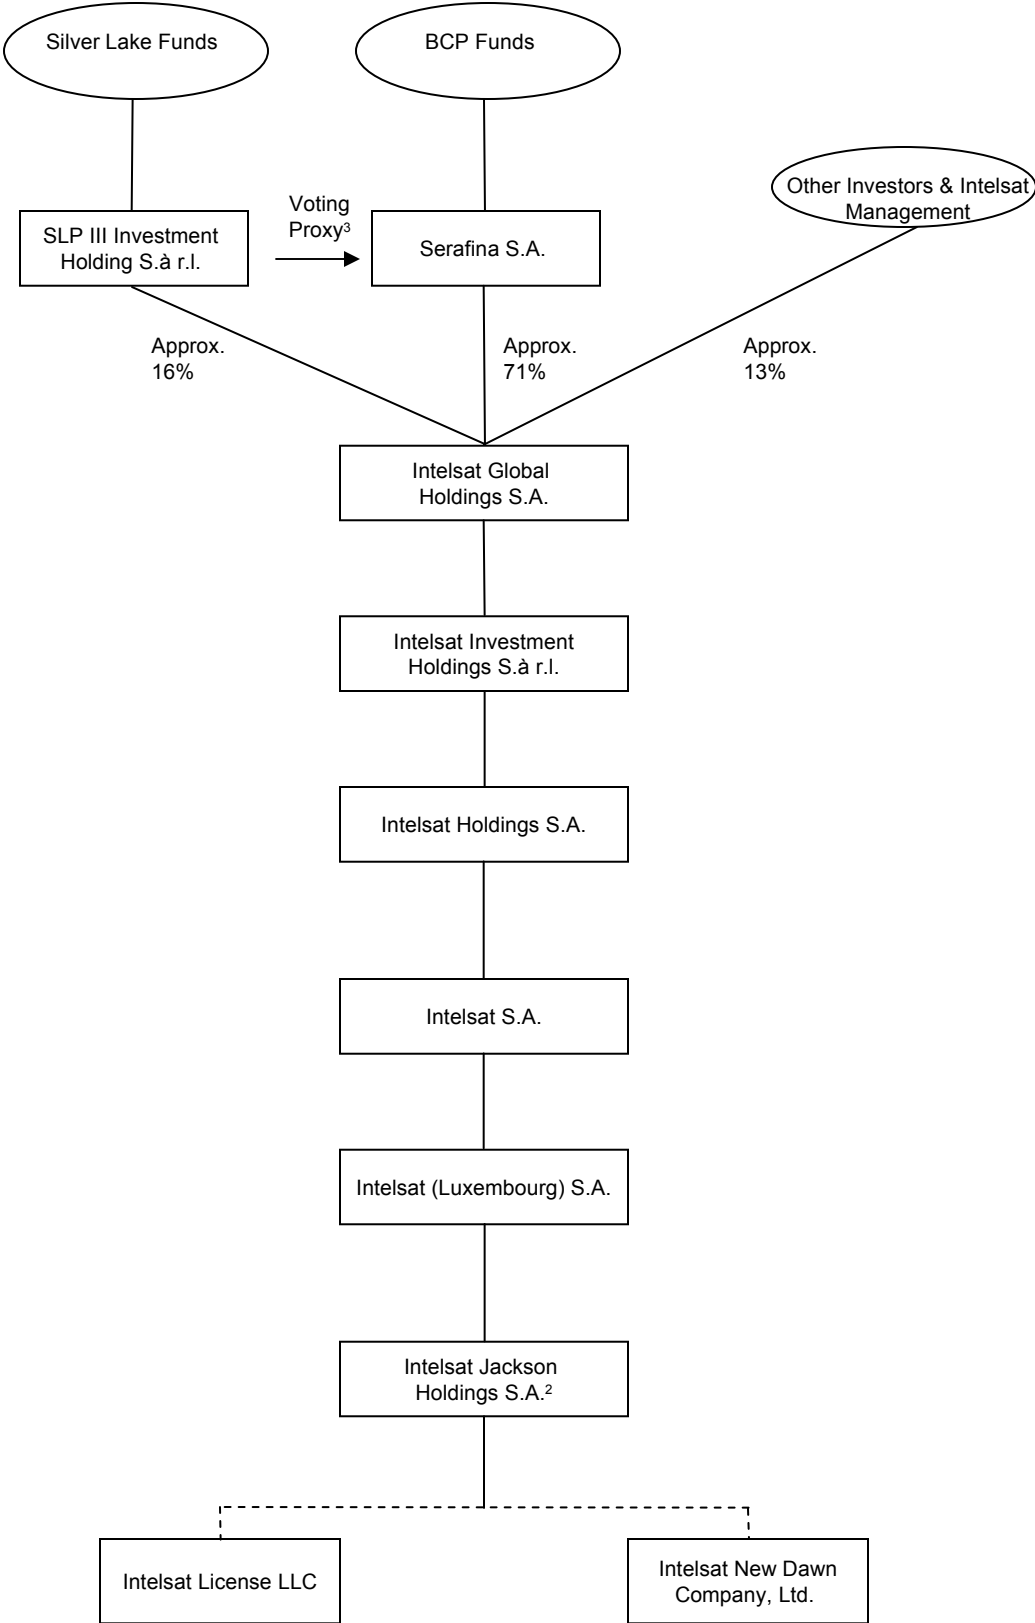 Silver Lake Funds
BCP Funds
Other Investors & Intelsat
Management
SLP III Investment
Holding S.à r.l.
Voting
Proxy³
Serafina S.A.
Approx.
16%
Approx.
71%
Approx.
13%
Intelsat Global
Holdings S.A.
Intelsat Investment
Holdings S.à r.l.
Intelsat Holdings S.A.
Intelsat S.A.
Intelsat (Luxembourg) S.A.
Intelsat Jackson
Holdings S.A.²
Intelsat License LLC
Intelsat New Dawn
Company, Ltd.